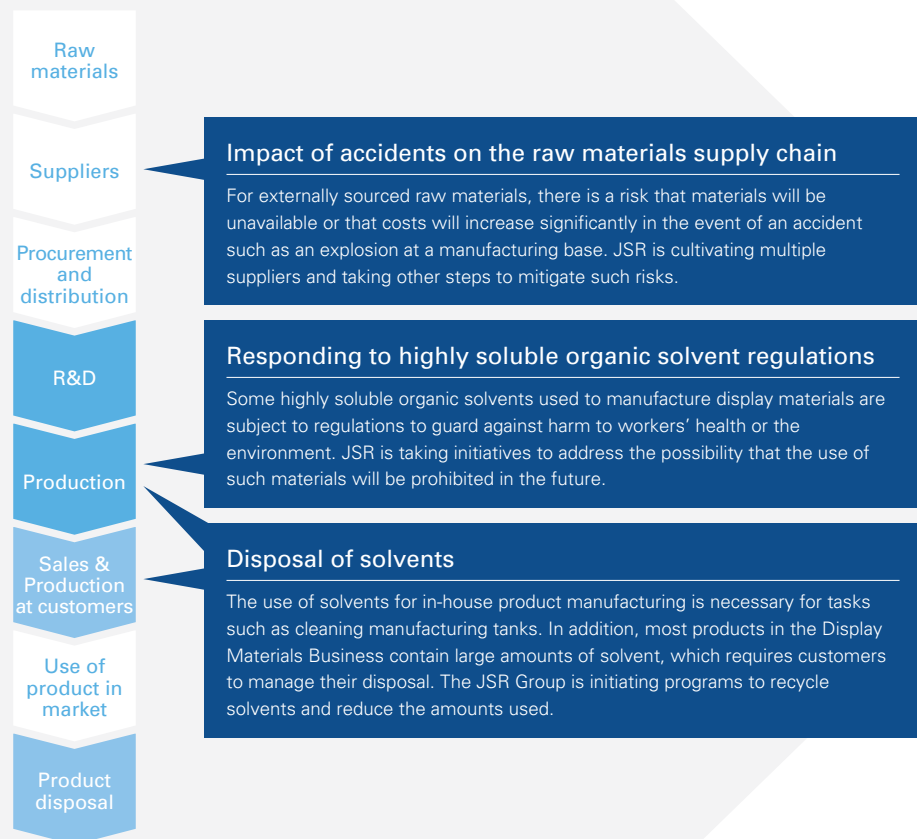 Raw
materials
Suppliers
Procurement
and
distribution
R&D
Production
Sales &
Production
at customers
Use of
product in
market
Product
disposal
Impact of accidents on the raw materials supply chain
For externally sourced raw materials, there is a risk that materials will be
unavailable or that costs will increase significantly in the event of an accident
such as an explosion at a manufacturing base. JSR is cultivating multiple
suppliers and taking other steps to mitigate such risks.
Responding to highly soluble organic solvent regulations
Some highly soluble organic solvents used to manufacture display materials are
subject to regulations to guard against harm to workers’ health or the
environment. JSR is taking initiatives to address the possibility that the use of
such materials will be prohibited in the future.
Disposal of solvents
The use of solvents for in-house product manufacturing is necessary for tasks
such as cleaning manufacturing tanks. In addition, most products in the Display
Materials Business contain large amounts of solvent, which requires customers
to manage their disposal. The JSR Group is initiating programs to recycle
solvents and reduce the amounts used.